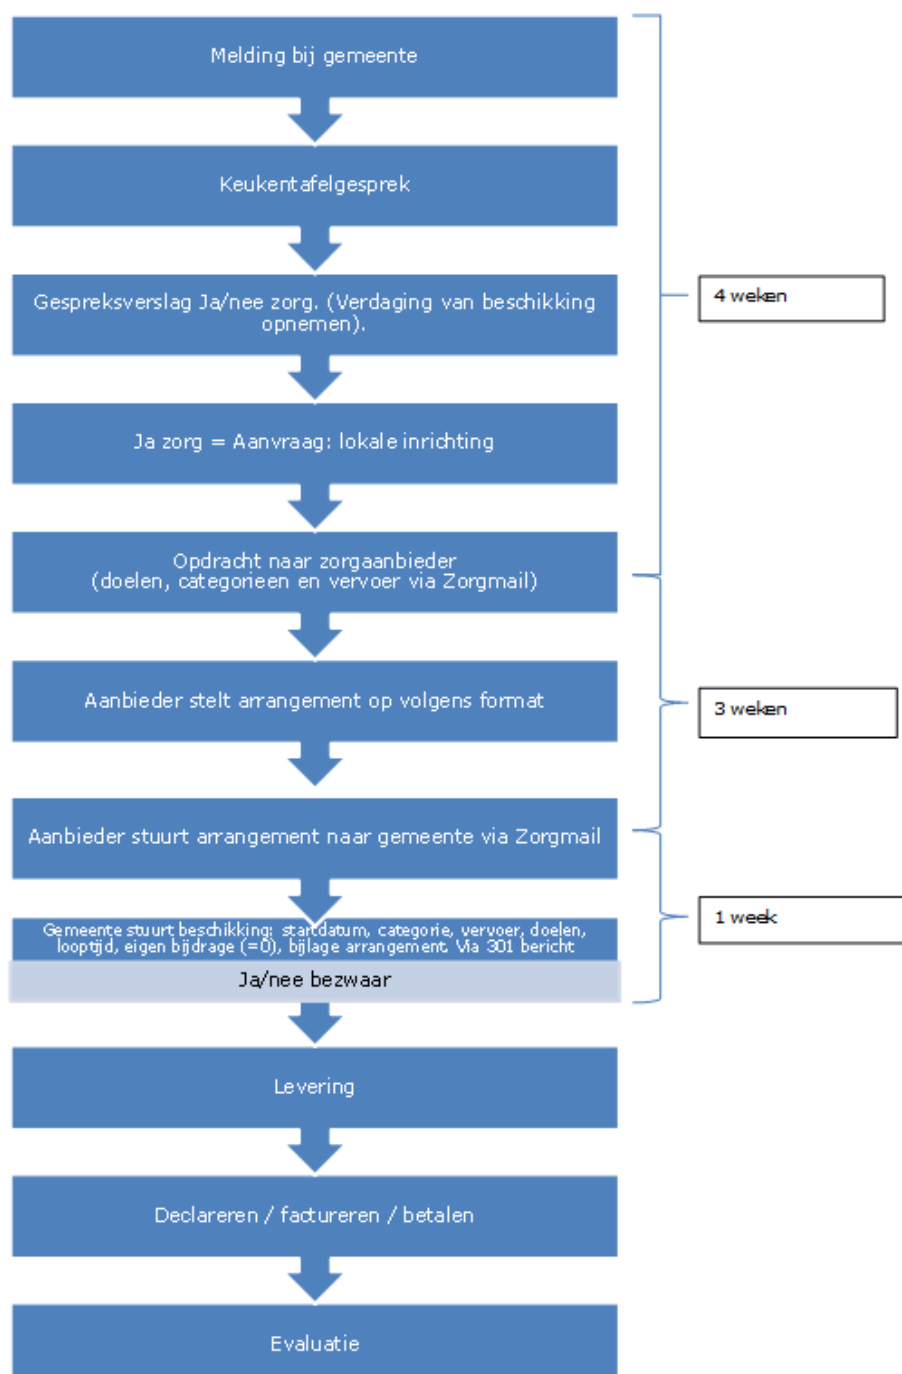 Melding bij gemeente
Keukentafelgesprek
Gespreksverslag Ja/nee zorg. (Verdaging van beschikking
opnemen).
4 weken
Ja zorg = Aanvraag: lokale inrichting
Opdracht naar zorgaanbieder
(doelen, categorieen en vervoer via Zorgmail)
Aanbieder stelt arrangement op volgens format
3 weken
Aanbieder stuurt arrangement naar gemeente via Zorgmail
Gemeente stuurt beschikking: startdatum, categorie, vervoer, doelen,
looptijd, eigen bijdrage (=0), bijlage arrangement. Via 301 bericht
1 week
Ja/nee bezwaar
Levering
Declareren / factureren / betalen
Evaluatie